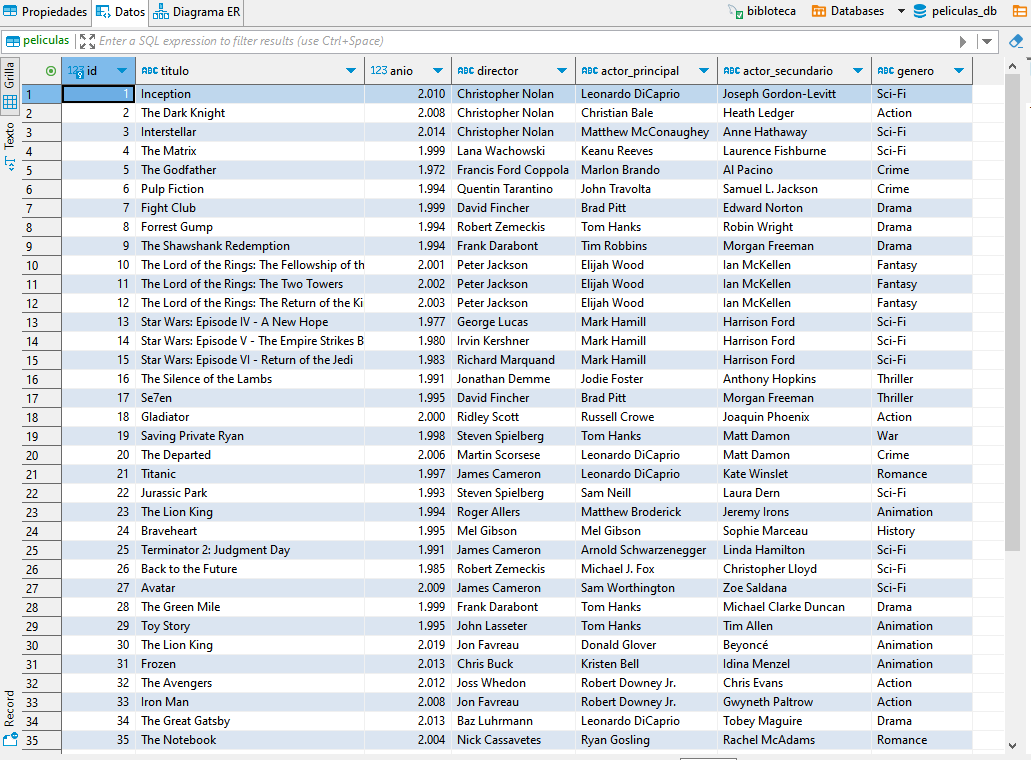 Propiedades Datos Diagrama ER biblioteca Databases peliculas_db
peliculas Enter a SQL expression to filter results (use Ctrl+Space)
Grilla
Texto
Record
123 id ABC titulo 123 anio ABC director ABC actor_principal ABC actor_secundario ABC genero
1 1 Inception 2.010 Christopher Nolan Leonardo DiCaprio Joseph Gordon-Levitt Sci-Fi
2 2 The Dark Knight 2.008 Christopher Nolan Christian Bale Heath Ledger Action
3 3 Interstellar 2.014 Christopher Nolan Matthew McConaughey Anne Hathaway Sci-Fi
4 4 The Matrix 1.999 Lana Wachowski Keanu Reeves Laurence Fishburne Sci-Fi
5 5 The Godfather 1.972 Francis Ford Coppola Marlon Brando Al Pacino Crime
6 6 Pulp Fiction 1.994 Quentin Tarantino John Travolta Samuel L. Jackson Crime
7 7 Fight Club 1.999 David Fincher Brad Pitt Edward Norton Drama
8 8 Forrest Gump 1.994 Robert Zemeckis Tom Hanks Robin Wright Drama
9 9 The Shawshank Redemption 1.994 Frank Darabont Tim Robbins Morgan Freeman Drama
10 10 The Lord of the Rings: The Fellowship of th 2.001 Peter Jackson Elijah Wood Ian McKellen Fantasy
11 11 The Lord of the Rings: The Two Towers 2.002 Peter Jackson Elijah Wood Ian McKellen Fantasy
12 12 The Lord of the Rings: The Return of the Ki 2.003 Peter Jackson Elijah Wood Ian McKellen Fantasy
13 13 Star Wars: Episode IV - A New Hope 1.977 George Lucas Mark Hamill Harrison Ford Sci-Fi
14 14 Star Wars: Episode V - The Empire Strikes B 1.980 Irvin Kershner Mark Hamill Harrison Ford Sci-Fi
15 15 Star Wars: Episode VI - Return of the Jedi 1.983 Richard Marquand Mark Hamill Harrison Ford Sci-Fi
16 16 The Silence of the Lambs 1.991 Jonathan Demme Jodie Foster Anthony Hopkins Thriller
17 17 Se7en 1.995 David Fincher Brad Pitt Morgan Freeman Thriller
18 18 Gladiator 2.000 Ridley Scott Russell Crowe Joaquin Phoenix Action
19 19 Saving Private Ryan 1.998 Steven Spielberg Tom Hanks Matt Damon War
20 20 The Departed 2.006 Martin Scorsese Leonardo DiCaprio Matt Damon Crime
21 21 Titanic 1.997 James Cameron Leonardo DiCaprio Kate Winslet Romance
22 22 Jurassic Park 1.993 Steven Spielberg Sam Neill Laura Dern Sci-Fi
23 23 The Lion King 1.994 Roger Allers Matthew Broderick Jeremy Irons Animation
24 24 Braveheart 1.995 Mel Gibson Mel Gibson Sophie Marceau History
25 25 Terminator 2: Judgment Day 1.991 James Cameron Arnold Schwarzenegger Linda Hamilton Sci-Fi
26 26 Back to the Future 1.985 Robert Zemeckis Michael J. Fox Christopher Lloyd Sci-Fi
27 27 Avatar 2.009 James Cameron Sam Worthington Zoe Saldana Sci-Fi
28 28 The Green Mile 1.999 Frank Darabont Tom Hanks Michael Clarke Duncan Drama
29 29 Toy Story 1.995 John Lasseter Tom Hanks Tim Allen Animation
30 30 The Lion King 2.019 Jon Favreau Donald Glover Beyoncé Animation
31 31 Frozen 2.013 Chris Buck Kristen Bell Idina Menzel Animation
32 32 The Avengers 2.012 Joss Whedon Robert Downey Jr. Chris Evans Action
33 33 Iron Man 2.008 Jon Favreau Robert Downey Jr. Gwyneth Paltrow Action
34 34 The Great Gatsby 2.013 Baz Luhrmann Leonardo DiCaprio Tobey Maguire Drama
35 35 The Notebook 2.004 Nick Cassavetes Ryan Gosling Rachel McAdams Romance